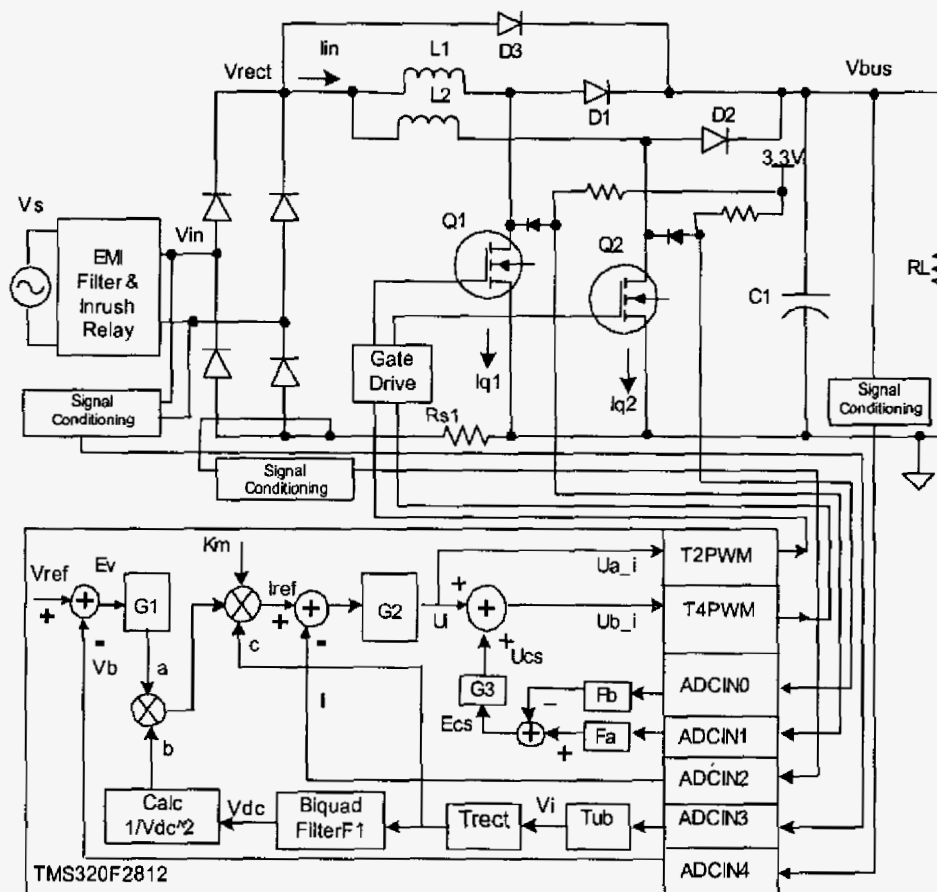 D3
Iin
L1
Vrect
Vbus
L2
D1
D2
3.3V
Vs
Vin
Q1
Q2
EMI
Filter &
Inrush
Relay
RL
C1
Gate
Drive
Iq1
Iq2
Signal
Conditioning
Signal
Conditioning
Rs1
Signal
Conditioning
Km
Vref
Ev
G1
Iref
G2
Ua_i
T2PWM
+
+
-
+
-
+
Ui
+
Ub_i
T4PWM
Vb
a
c
I
Ucs
G3
Fb
ADCIN0
-
b
Ecs
+
Fa
ADCIN1
ADCIN2
Calc
1/Vdc^2
Vdc
Biquad
FilterF1
Trect
Vi
Tub
ADCIN3
TMS320F2812
ADCIN4